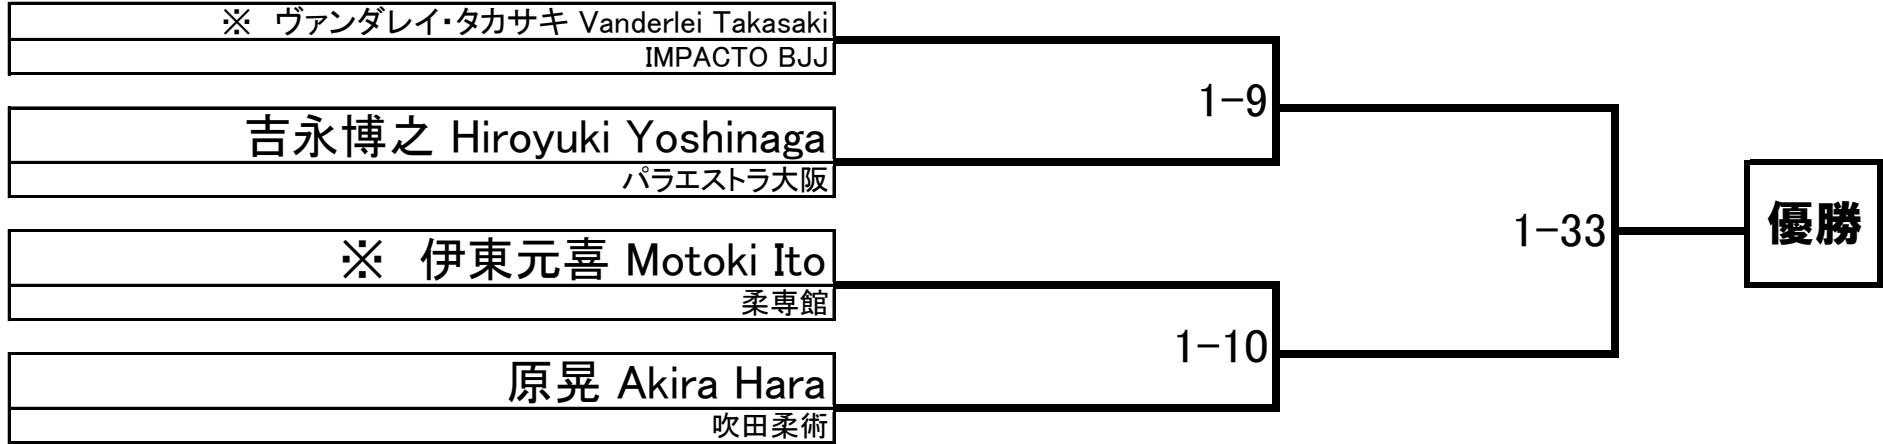 ※　ヴァンダレイ・タカサキ Vanderlei Takasaki
IMPACTO BJJ
1-9
吉永博之 Hiroyuki Yoshinaga
パラエストラ大阪
1-33
優勝
※　伊東元喜 Motoki Ito
柔専館
1-10
原晃 Akira Hara
吹田柔術